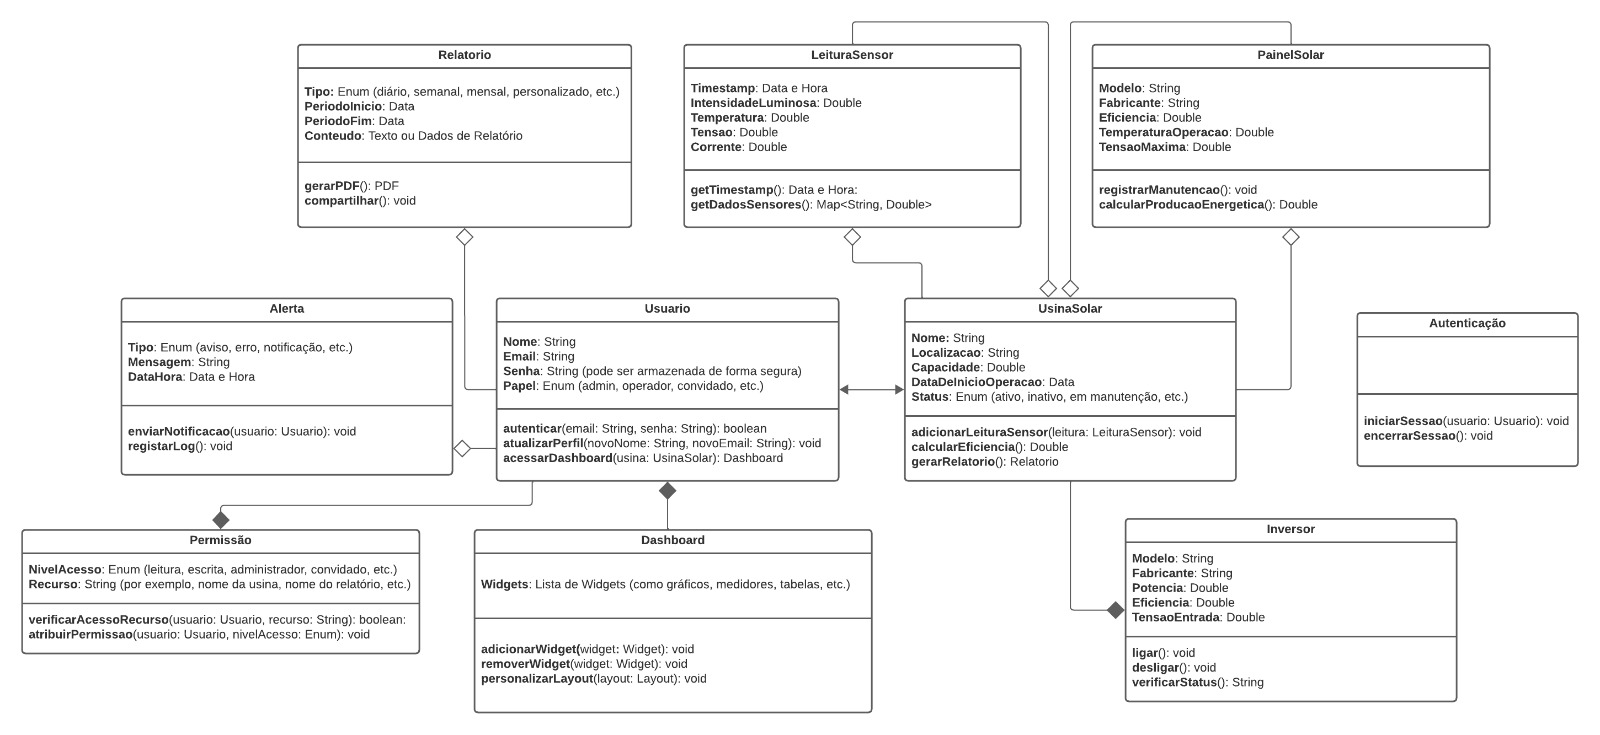 Relatorio
Tipo: Enum (diário, semanal, mensal, personalizado, etc.)
PeriodoInicio: Data
PeriodoFim: Data
Conteudo: Texto ou Dados de Relatório
gerarPDF(): PDF
compartilhar(): void
LeituraSensor
Timestamp: Data e Hora
IntensidadeLuminosa: Double
Temperatura: Double
Tensao: Double
Corrente: Double
getTimestamp(): Data e Hora:
getDadosSensores(): Map<String, Double>
PainelSolar
Modelo: String
Fabricante: String
Eficiencia: Double
TemperaturaOperacao: Double
TensaoMaxima: Double
registrarManutencao(): void
calcularProducaoEnergetica(): Double
Alerta
Tipo: Enum (aviso, erro, notificação, etc.)
Mensagem: String
DataHora: Data e Hora
enviarNotificacao(usuario: Usuario): void
registarLog(): void
Usuario
Nome: String
Email: String
Senha: String (pode ser armazenada de forma segura)
Papel: Enum (admin, operador, convidado, etc.)
autenticar(email: String, senha: String): boolean
atualizarPerfil(novoNome: String, novoEmail: String): void
acessarDashboard(usina: UsinaSolar): Dashboard
UsinaSolar
Nome: String
Localizacao: String
Capacidade: Double
DataDeInicioOperacao: Data
Status: Enum (ativo, inativo, em manutenção, etc.)
adicionarLeituraSensor(leitura: LeituraSensor): void
calcularEficiencia(): Double
gerarRelatorio(): Relatorio
Autenticação
iniciarSessao(usuario: Usuario): void
encerrarSessao(): void
Permissão
NivelAcesso: Enum (leitura, escrita, administrador, convidado, etc.)
Recurso: String (por exemplo, nome da usina, nome do relatório, etc.)
verificarAcessoRecurso(usuario: Usuario, recurso: String): boolean:
atribuirPermissao(usuario: Usuario, nivelAcesso: Enum): void
Dashboard
Widgets: Lista de Widgets (como gráficos, medidores, tabelas, etc.)
adicionarWidget(widget: Widget): void
removerWidget(widget: Widget): void
personalizarLayout(layout: Layout): void
Inversor
Modelo: String
Fabricante: String
Potencia: Double
Eficiencia: Double
TensaoEntrada: Double
ligar(): void
desligar(): void
verificarStatus(): String